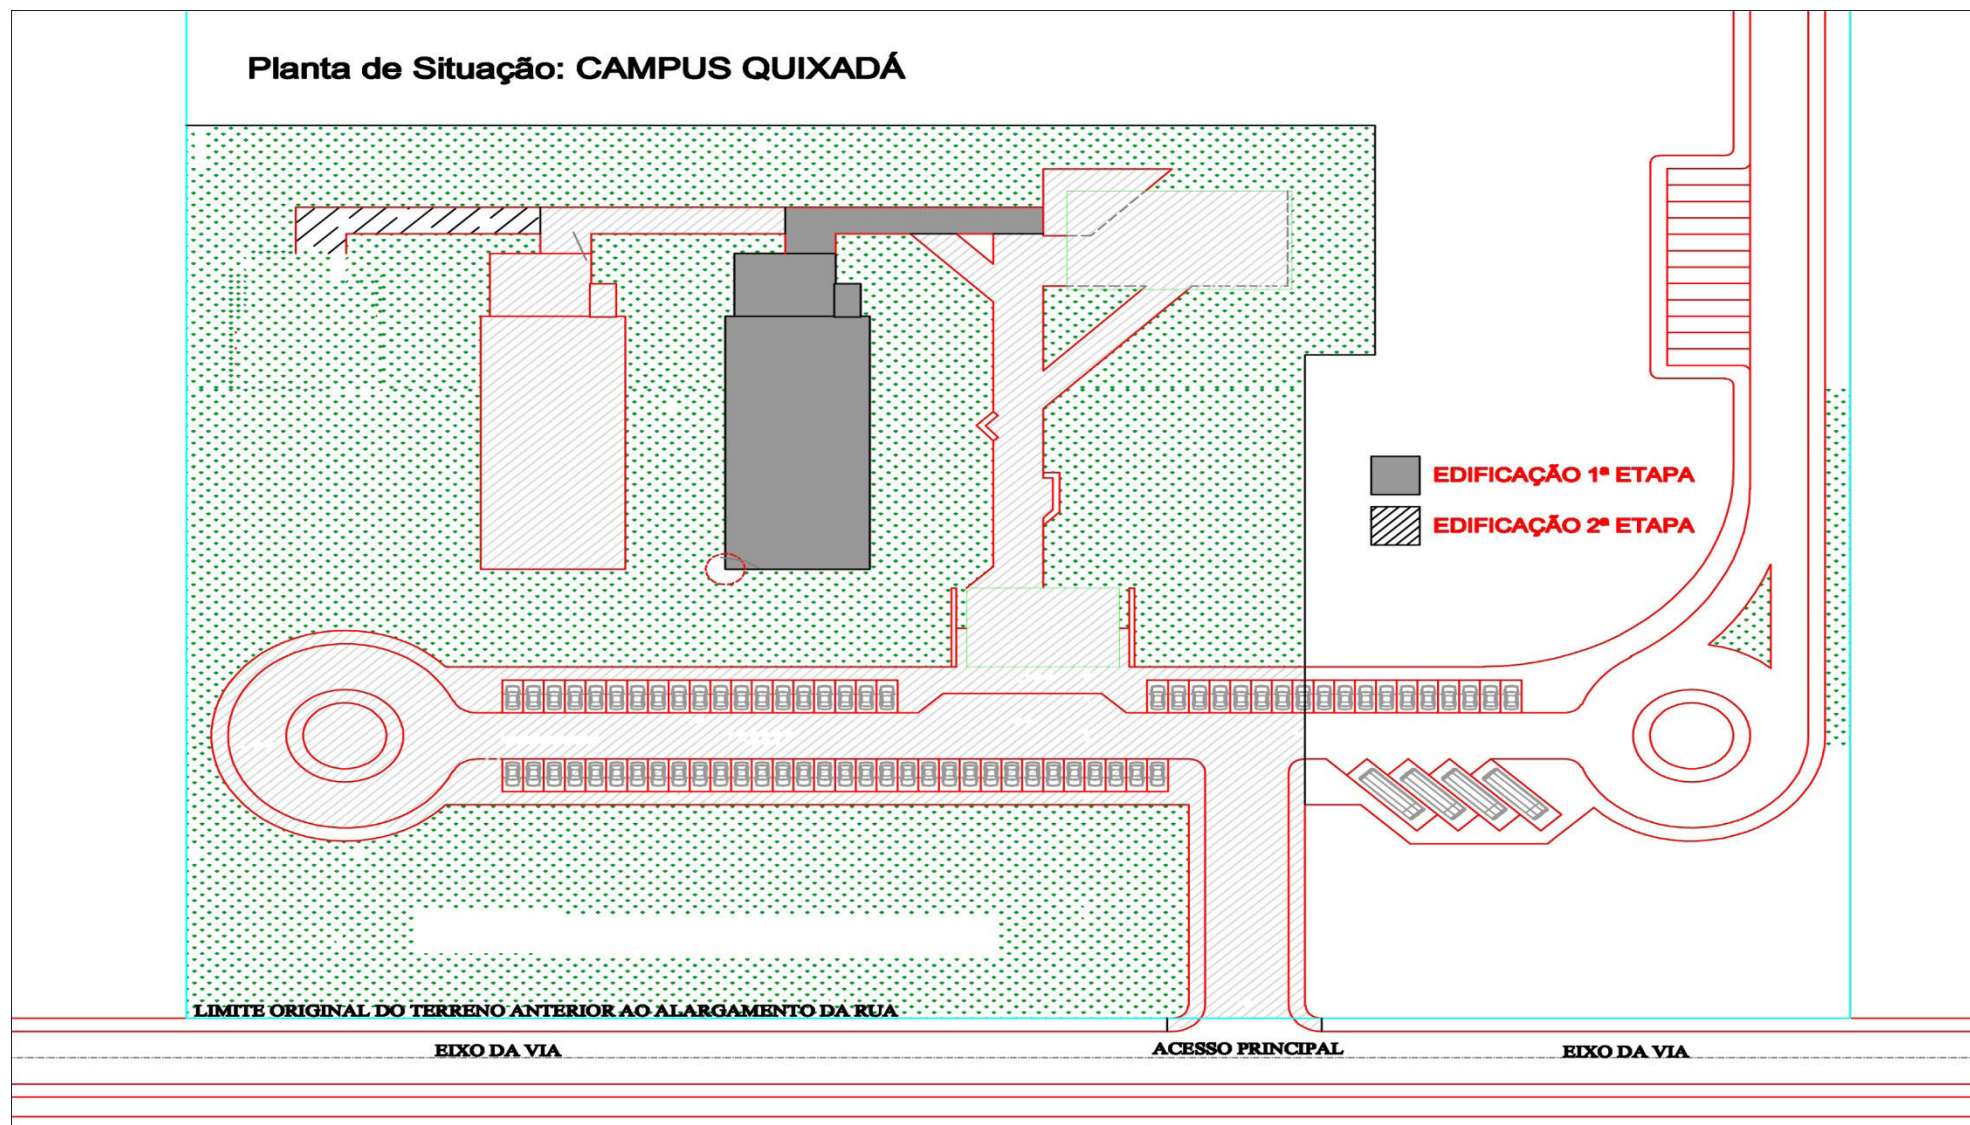 Planta de Situação: CAMPUS QUIXADÁ
EDIFICAÇÃO 1ª ETAPA
EDIFICAÇÃO 2ª ETAPA
LIMITE ORIGINAL DO TERRENO ANTERIOR AO ALARGAMENTO DA RUA
EIXO DA VIA
ACESSO PRINCIPAL
EIXO DA VIA